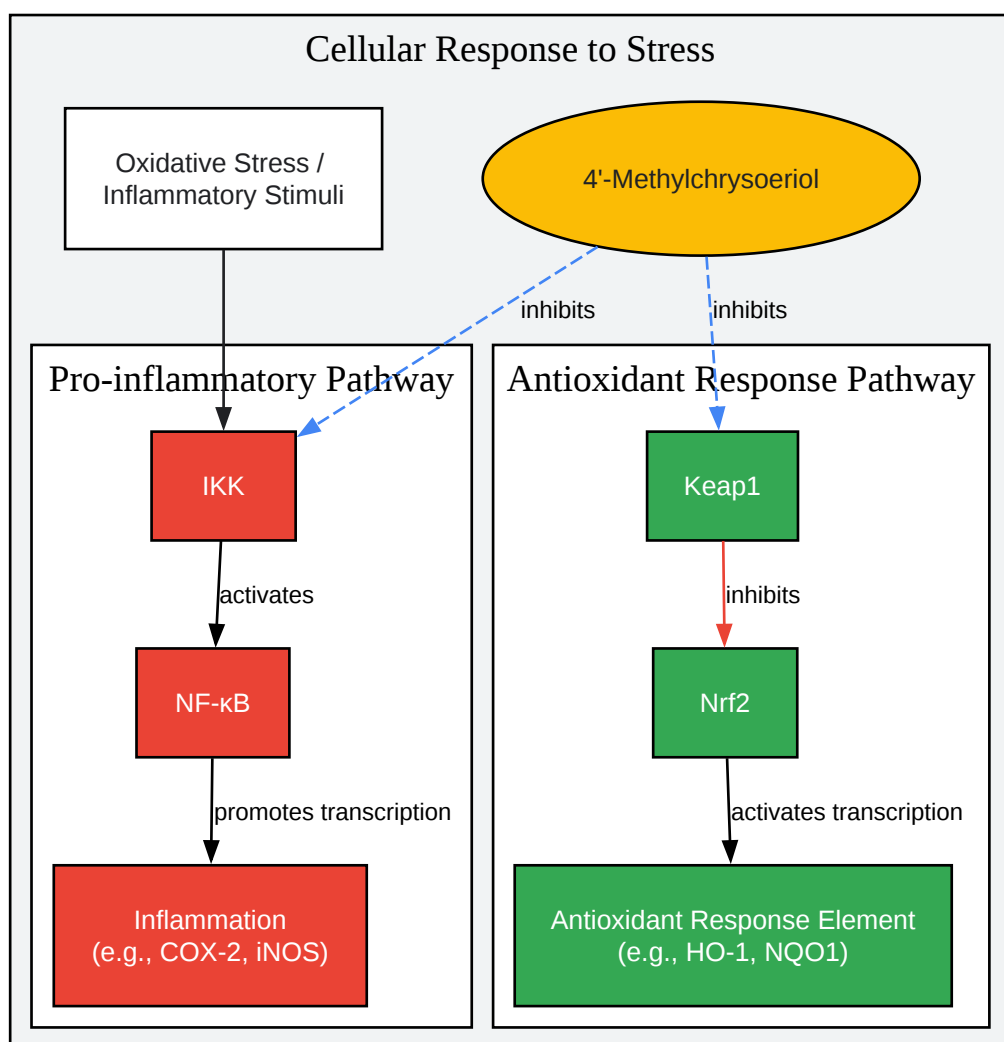 Cellular Response to Stress
Oxidative Stress /
Inflammatory Stimuli
4'-Methylchrysoeriol
inhibits
inhibits
Pro-inflammatory Pathway
Antioxidant Response Pathway
IKK
Keap1
activates
inhibits
NF-κB
Nrf2
promotes transcription
activates transcription
Inflammation
(e.g., COX-2, iNOS)
Antioxidant Response Element
(e.g., HO-1, NQO1)